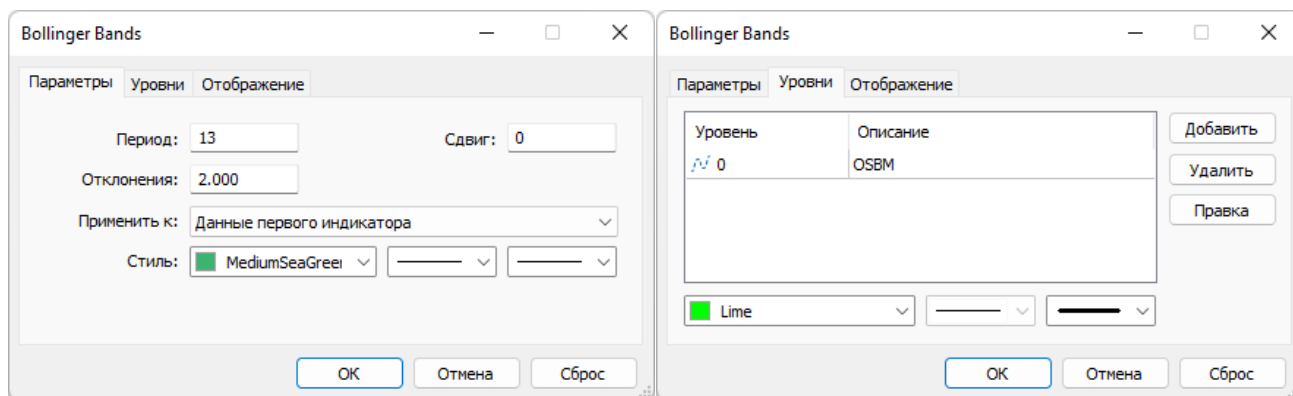 Bollinger Bands
Параметры Уровни Отображение
Период: 13 Сдвиг: 0
Отклонения: 2.000
Применить к: Данные первого индикатора
Стиль: MediumSeaGree
OK Отмена Сброс
Bollinger Bands
Параметры Уровни Отображение
Уровень Описание Добавить
0 OSBM Удалить
Правка
Lime
OK Отмена Сброс